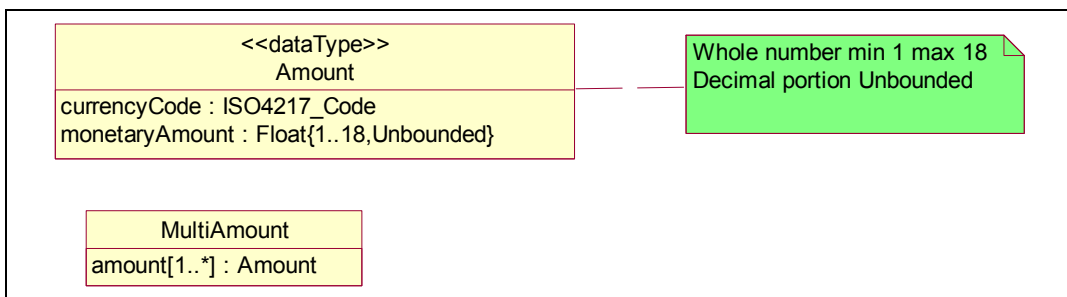 <<dataType>>
Amount
currencyCode : ISO4217_Code
monetaryAmount : Float{1..18,Unbounded}
Whole number min 1 max 18
Decimal portion Unbounded
MultiAmount
amount[1..*] : Amount